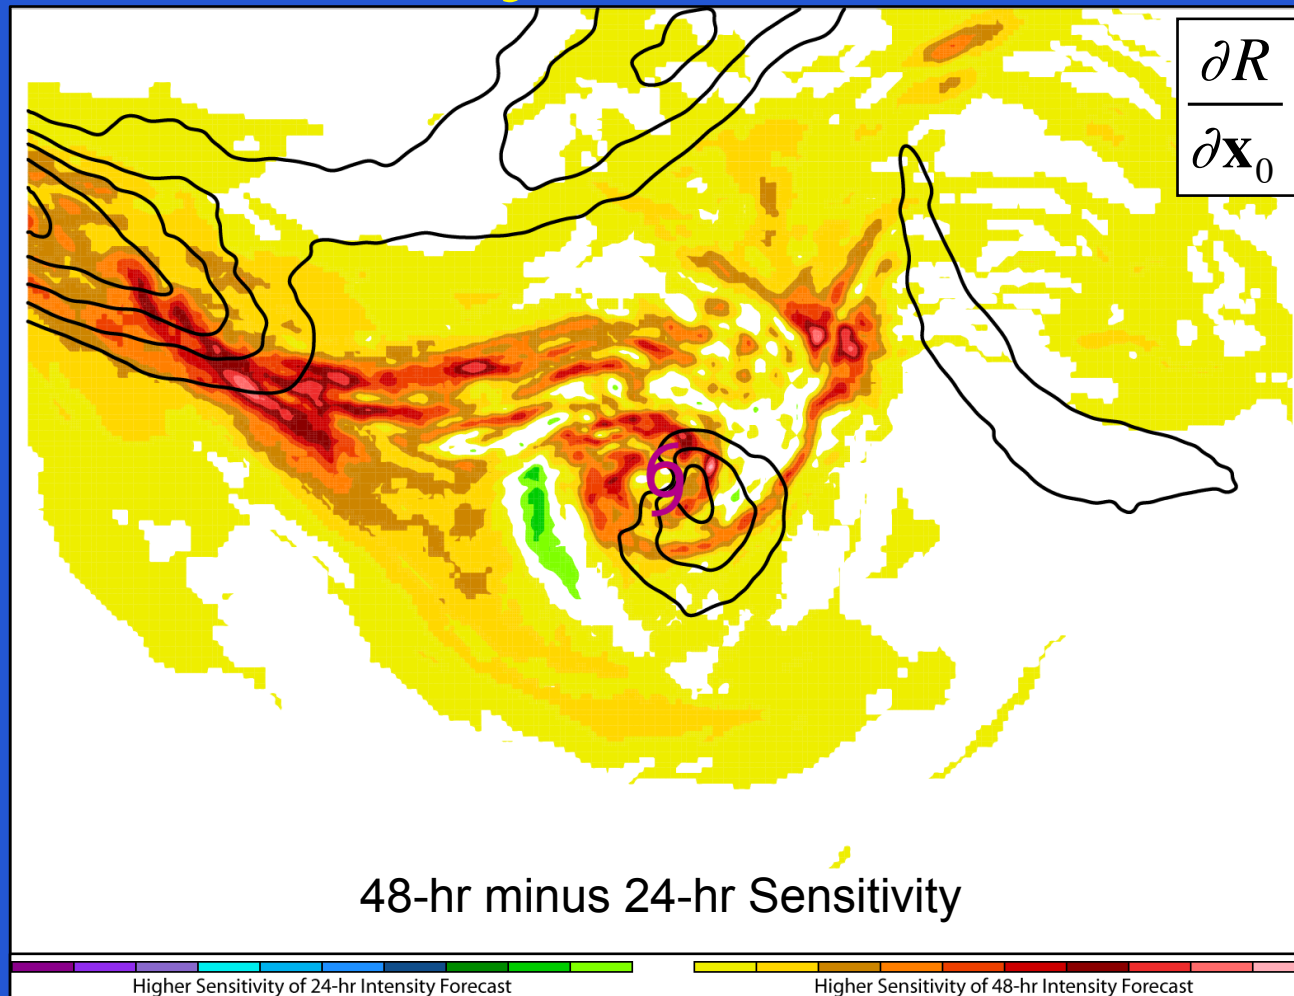 ∂R
∂x₀
48-hr minus 24-hr Sensitivity
Higher Sensitivity of 24-hr Intensity Forecast
Higher Sensitivity of 48-hr Intensity Forecast